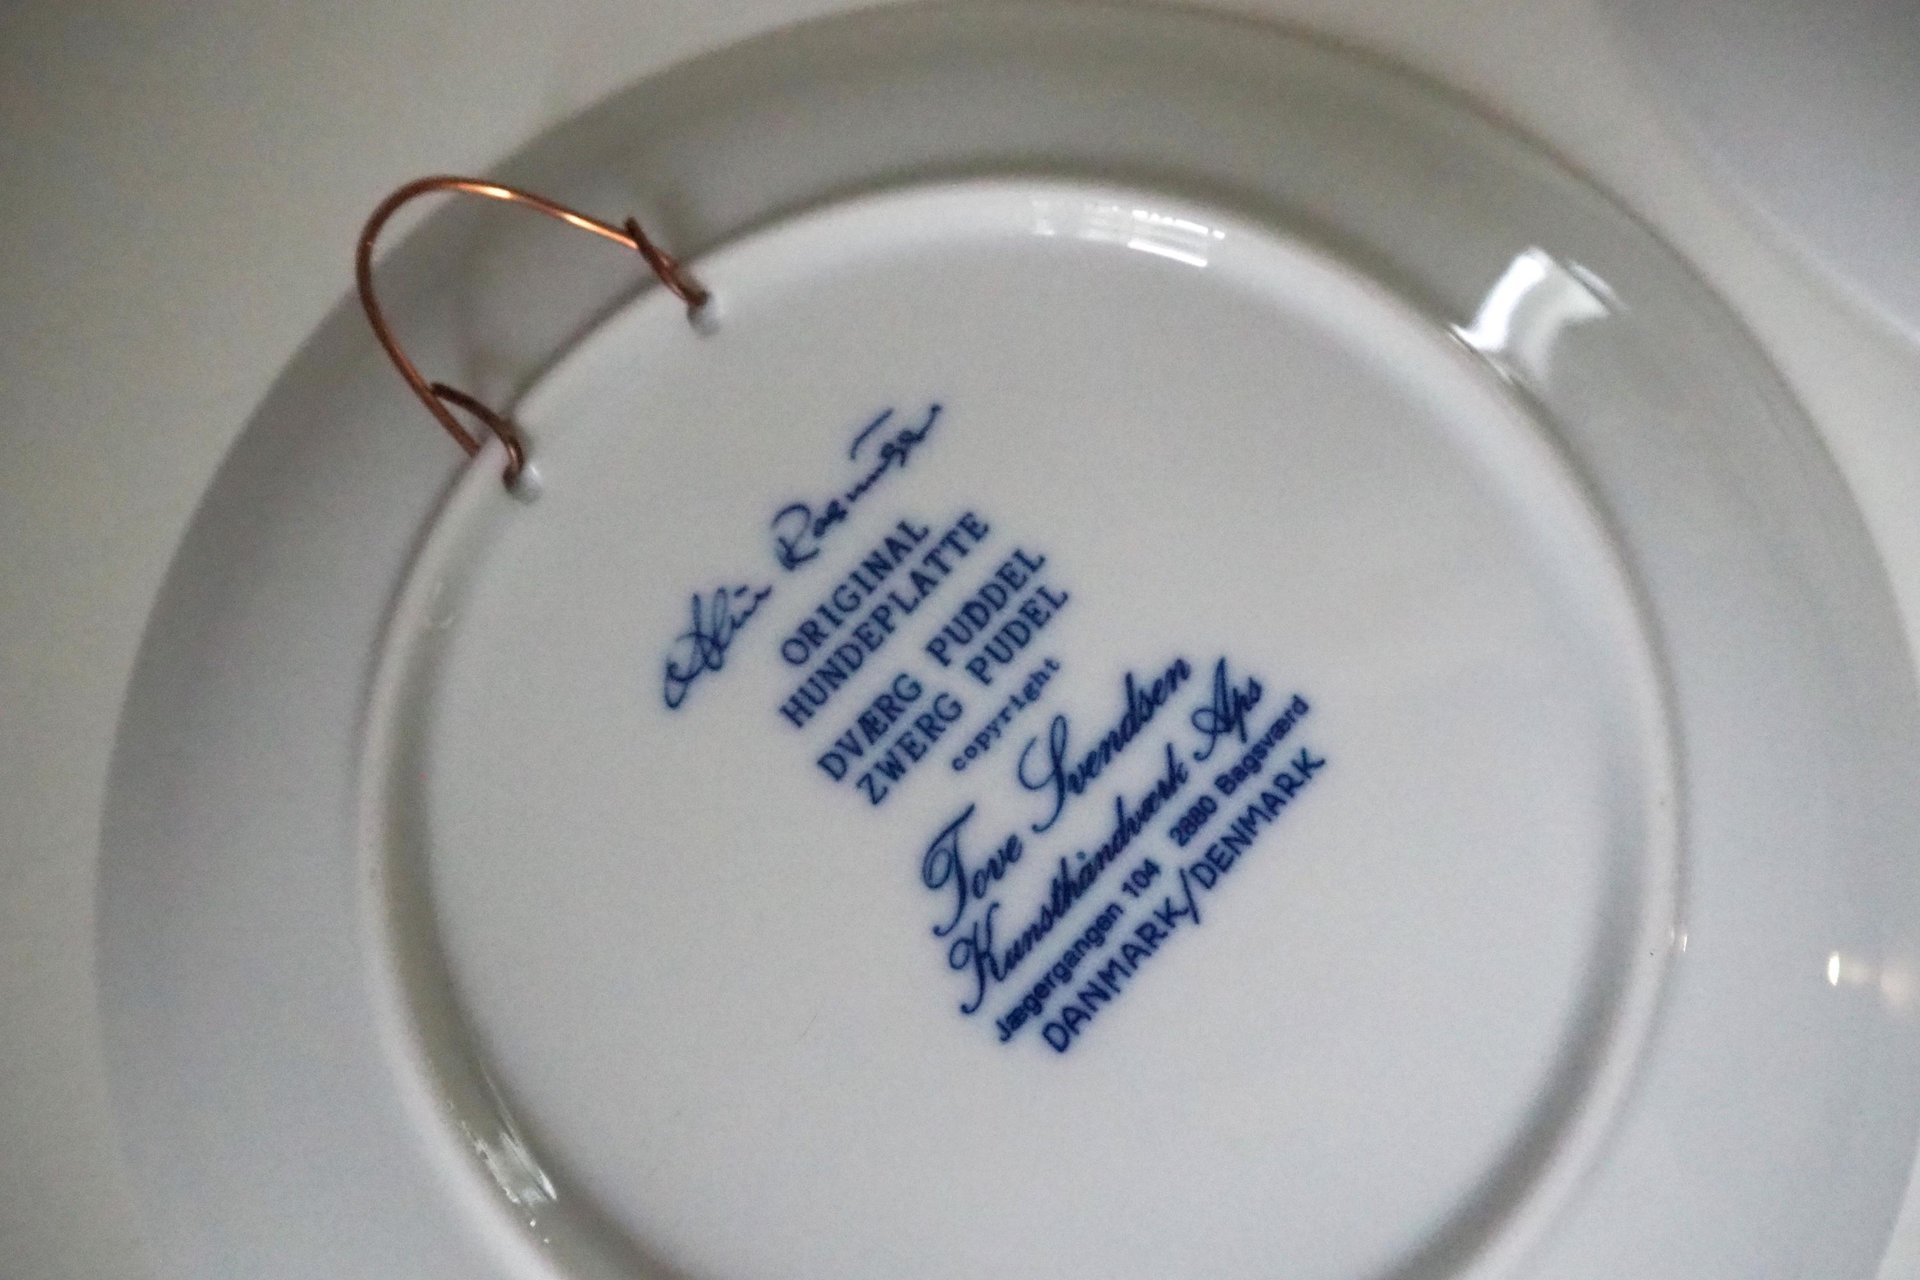 ORIGINAL
HUNDEPLATTE
DVÆRG PUDDEL
ZWERG PUDEL
copyright
Tove Svendsen
Kunsthåndværk Aps
Jægergangen 104 2880 Bagsværd
DANMARK/DENMARK